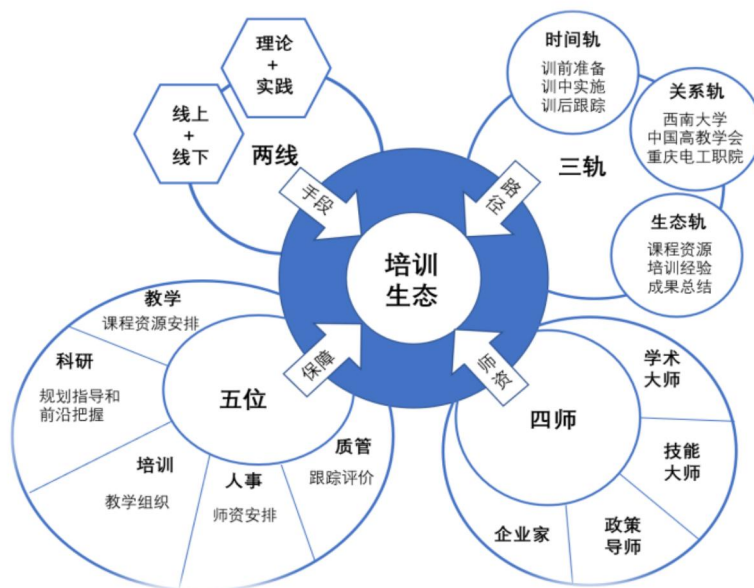 理论
+
实践
线上
+
线下
两线
手段
时间轨
训前准备
训中实施
训后跟踪
关系轨
西南大学
中国高教学会
重庆电工职院
三轨
路径
生态轨
课程资源
培训经验
成果总结
培训
生态
教学
课程资源安排
科研
规划指导和
前沿把握
五位
保障
培训
教学组织
人事
师资安排
质管
跟踪评价
师资
四师
学术
大师
技能
大师
政策
导师
企业家